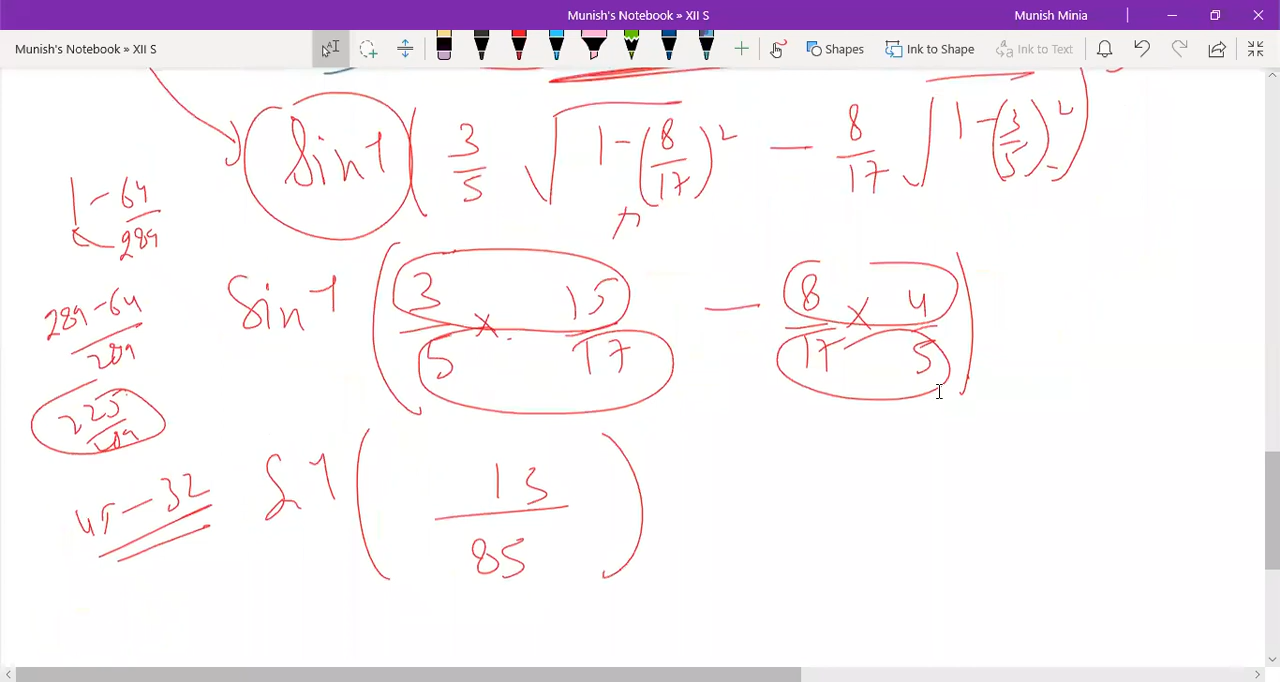 Munish's Notebook » XII S
Munish Minia
Munish's Notebook » XII S
Shapes Ink to Shape Ink to Text
Sin⁻¹ ( 3/5 √(1 - (8/17)²) - 8/17 √(1 - (3/5)²) )
1 - 64/289
Sin⁻¹ ( 3/5 × 15/17 - 8/17 × 4/5 )
289 - 64 / 289
225/289
45 - 32
S⁻¹ ( 13/85 )